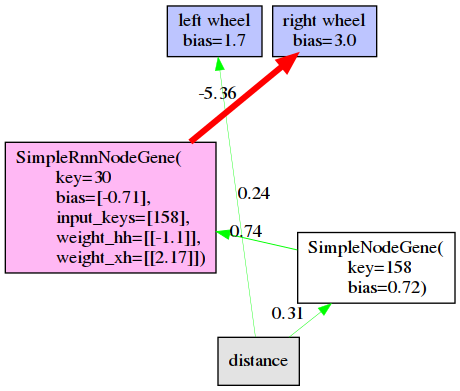 left wheel
bias=1.7
right wheel
bias=3.0
-5.36
SimpleRnnNodeGene(
key=30
bias=[-0.71],
input_keys=[158],
weight_hh=[[-1.1]],
weight_xh=[[2.17]])
0.24
0.74
SimpleNodeGene(
key=158
bias=0.72)
0.31
distance